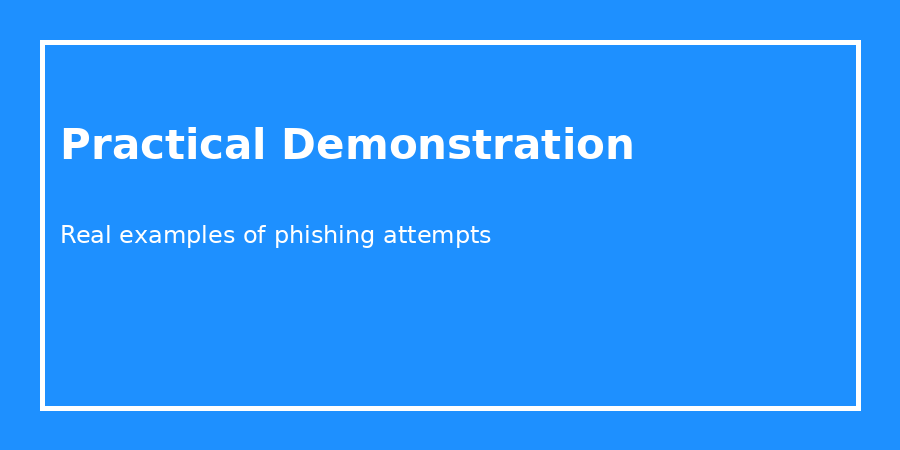 Practical Demonstration
Real examples of phishing attempts